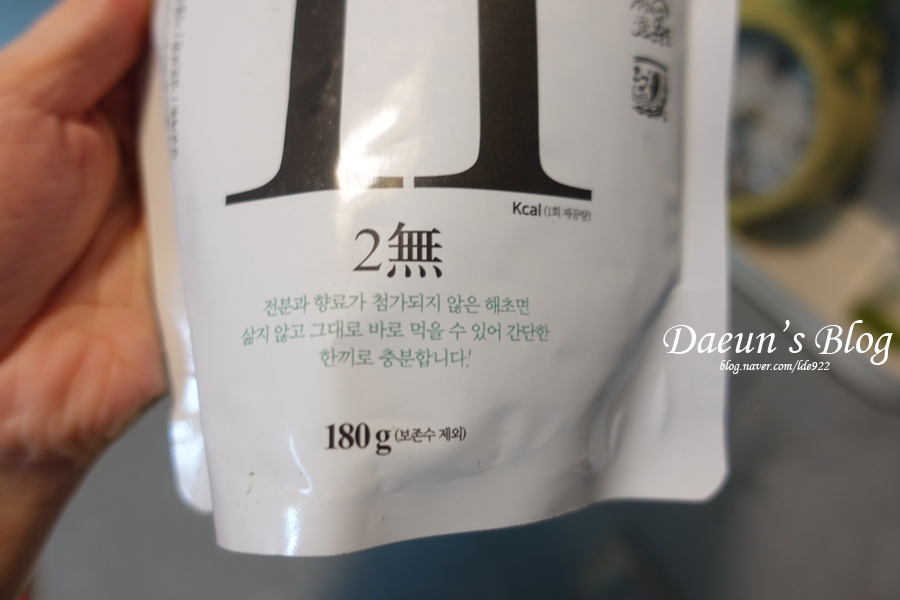 11
Kcal (1회 제공량)
2無
전분과 향료가 첨가되지 않은 해초면
삶지 않고 그대로 바로 먹을 수 있어 간단한
한끼로 충분합니다!
180g (보존수 제외)
Daeun's Blog
blog.naver.com/lde922